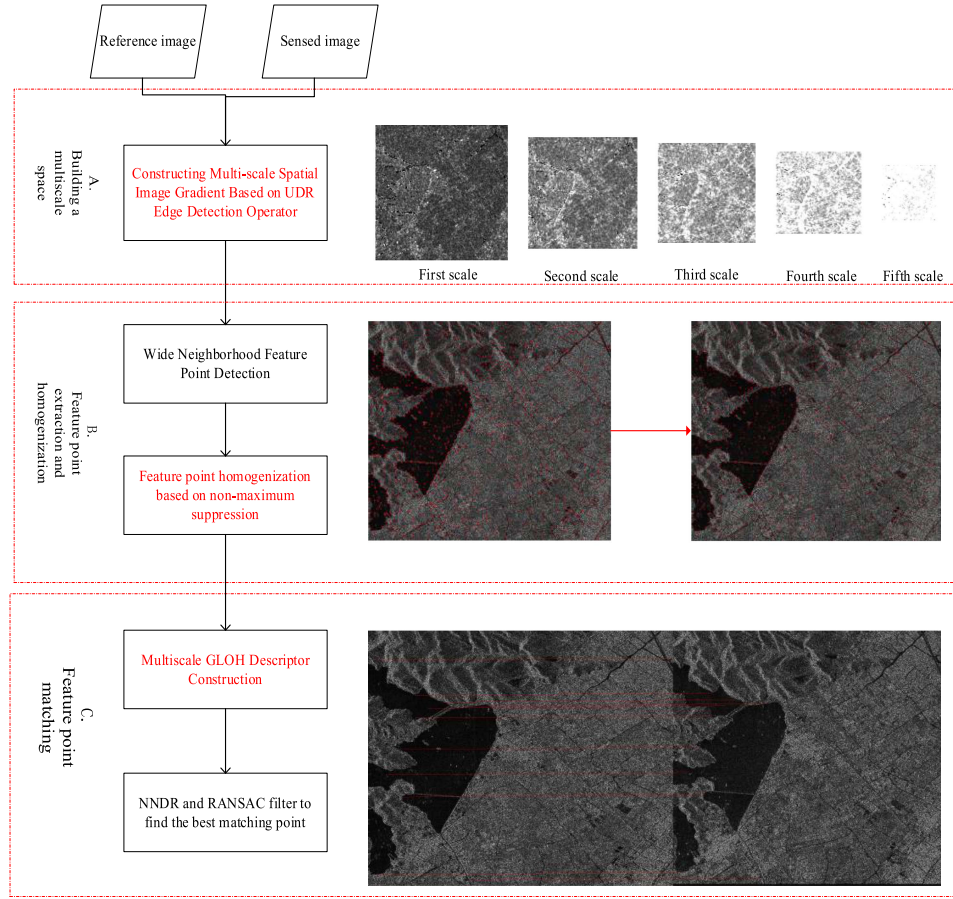 Reference image
Sensed image
A.
Building a
multiscale
space
Constructing Multi-scale Spatial
Image Gradient Based on UDR
Edge Detection Operator
First scale
Second scale
Third scale
Fourth scale
Fifth scale
B.
Feature point
extraction and
homogenization
Wide Neighborhood Feature
Point Detection
Feature point homogenization
based on non-maximum
suppression
C.
Feature point
matching
Multiscale GLOH Descriptor
Construction
NNDR and RANSAC filter to
find the best matching point